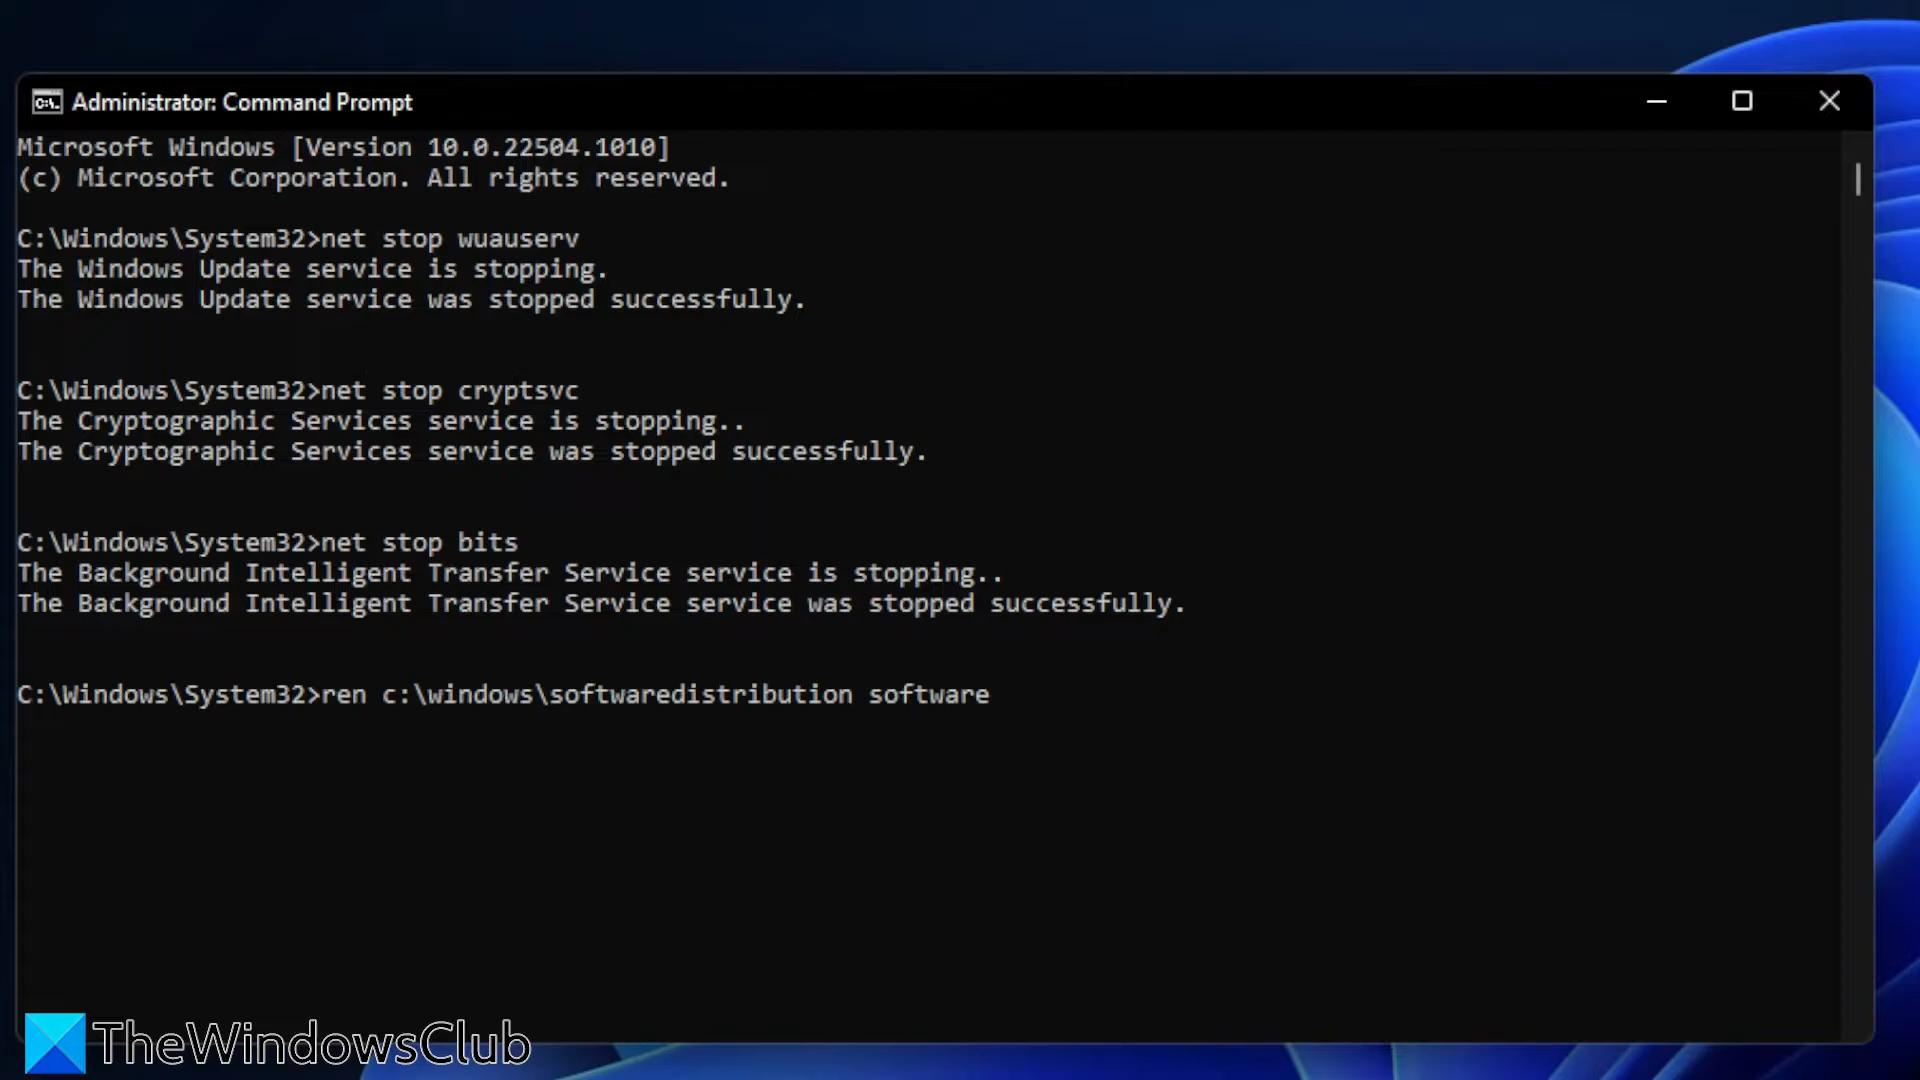 Administrator: Command Prompt
Microsoft Windows [Version 10.0.22504.1010]
(c) Microsoft Corporation. All rights reserved.
C:\Windows\System32>net stop wuauserv
The Windows Update service is stopping.
The Windows Update service was stopped successfully.
C:\Windows\System32>net stop cryptsvc
The Cryptographic Services service is stopping..
The Cryptographic Services service was stopped successfully.
C:\Windows\System32>net stop bits
The Background Intelligent Transfer Service service is stopping..
The Background Intelligent Transfer Service service was stopped successfully.
C:\Windows\System32>ren c:\windows\softwaredistribution software
TheWindowsClub